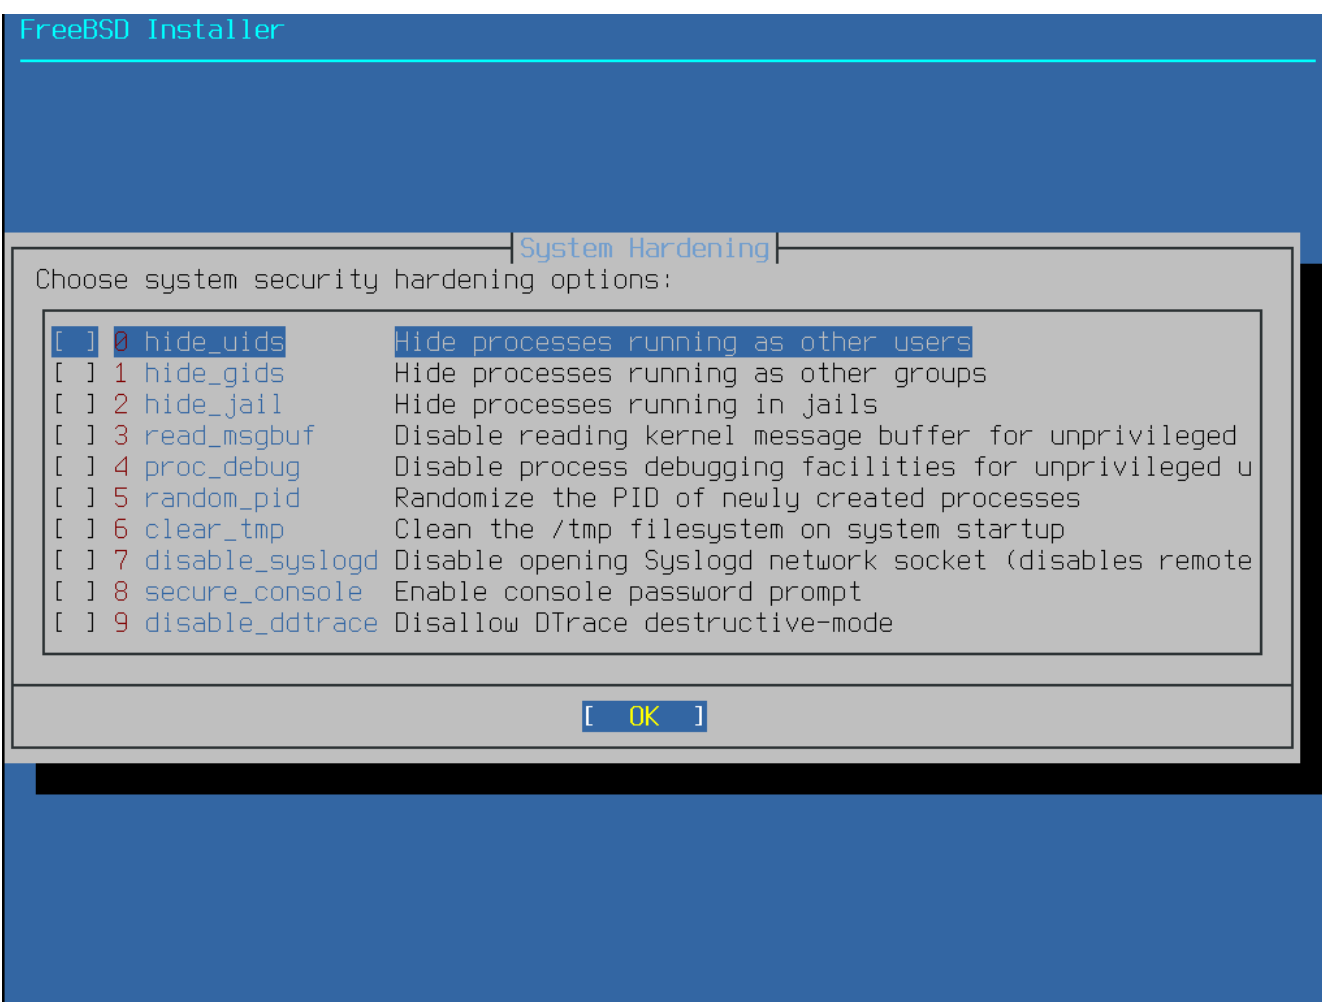 FreeBSD Installer
System Hardening
Choose system security hardening options:
[ ] 0 hide_uids Hide processes running as other users
[ ] 1 hide_gids Hide processes running as other groups
[ ] 2 hide_jail Hide processes running in jails
[ ] 3 read_msgbuf Disable reading kernel message buffer for unprivileged
[ ] 4 proc_debug Disable process debugging facilities for unprivileged u
[ ] 5 random_pid Randomize the PID of newly created processes
[ ] 6 clear_tmp Clean the /tmp filesystem on system startup
[ ] 7 disable_syslogd Disable opening Syslogd network socket (disables remote
[ ] 8 secure_console Enable console password prompt
[ ] 9 disable_ddtrace Disallow DTrace destructive-mode
[ OK ]